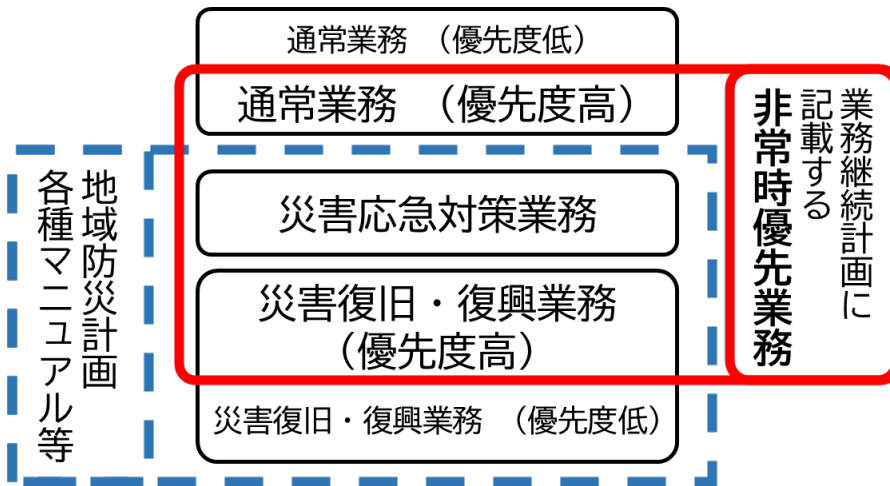 通常業務 （優先度低）
通常業務 （優先度高）
災害応急対策業務
災害復旧・復興業務
（優先度高）
災害復旧・復興業務 （優先度低）
業務継続計画に
記載する
非常時優先業務
地域防災計画
各種マニュアル等